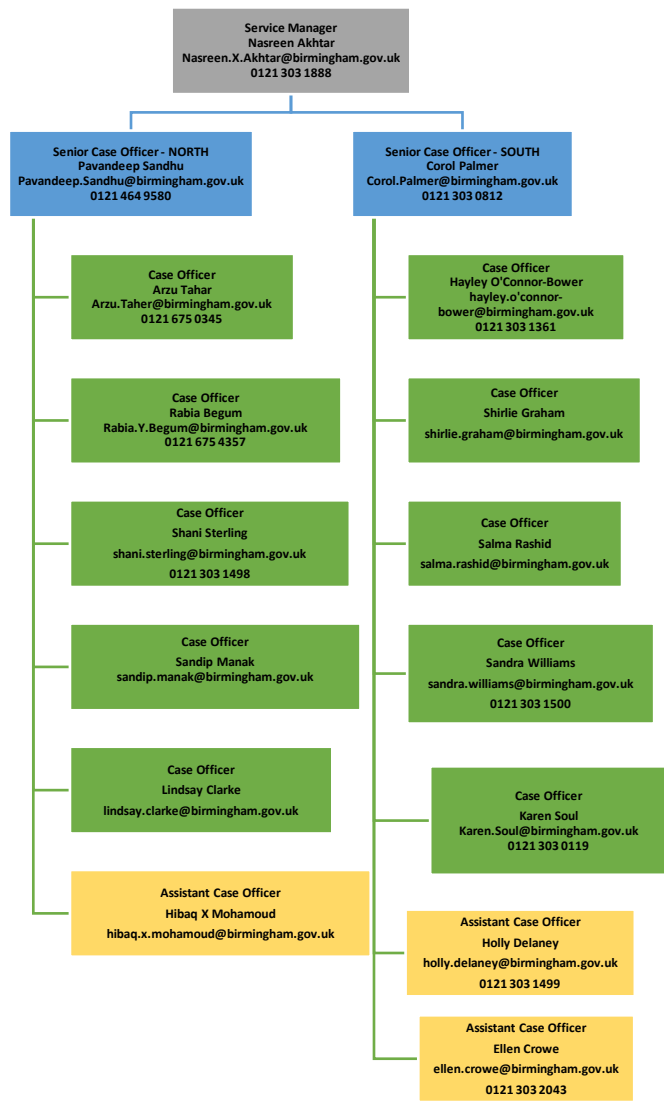 Service Manager
Nasreen Akhtar
Nasreen.X.Akhtar@birmingham.gov.uk
0121 303 1888
Senior Case Officer - NORTH
Pavandeep Sandhu
Pavandeep.Sandhu@birmingham.gov.uk
0121 464 9580
Senior Case Officer - SOUTH
Corol Palmer
Corol.Palmer@birmingham.gov.uk
0121 303 0812
Case Officer
Arzu Tahar
Arzu.Taher@birmingham.gov.uk
0121 675 0345
Case Officer
Rabia Begum
Rabia.Y.Begum@birmingham.gov.uk
0121 675 4357
Case Officer
Shani Sterling
shani.sterling@birmingham.gov.uk
0121 303 1498
Case Officer
Sandip Manak
sandip.manak@birmingham.gov.uk
Case Officer
Lindsay Clarke
lindsay.clarke@birmingham.gov.uk
Assistant Case Officer
Hibaq X Mohamoud
hibaq.x.mohamoud@birmingham.gov.uk
Case Officer
Hayley O'Connor-Bower
hayley.o'connor-
bower@birmingham.gov.uk
0121 303 1361
Case Officer
Shirlie Graham
shirlie.graham@birmingham.gov.uk
Case Officer
Salma Rashid
salma.rashid@birmingham.gov.uk
Case Officer
Sandra Williams
sandra.williams@birmingham.gov.uk
0121 303 1500
Case Officer
Karen Soul
Karen.Soul@birmingham.gov.uk
0121 303 0119
Assistant Case Officer
Holly Delaney
holly.delaney@birmingham.gov.uk
0121 303 1499
Assistant Case Officer
Ellen Crowe
ellen.crowe@birmingham.gov.uk
0121 303 2043